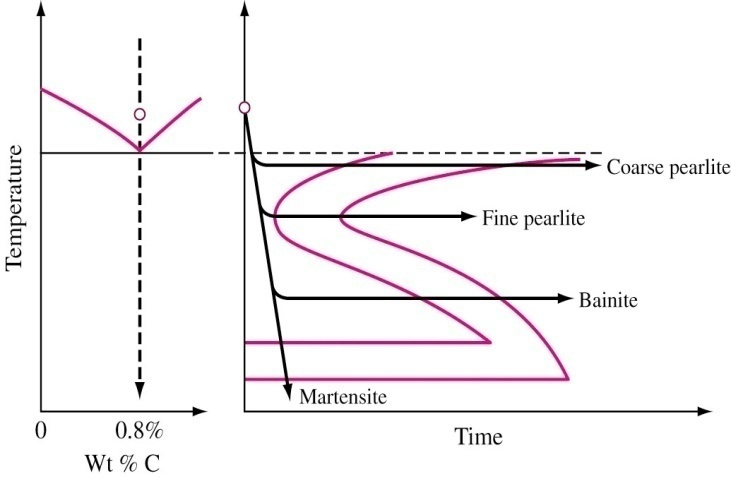 Temperature
Coarse pearlite
Fine pearlite
Bainite
Martensite
0
0.8%
Wt % C
Time